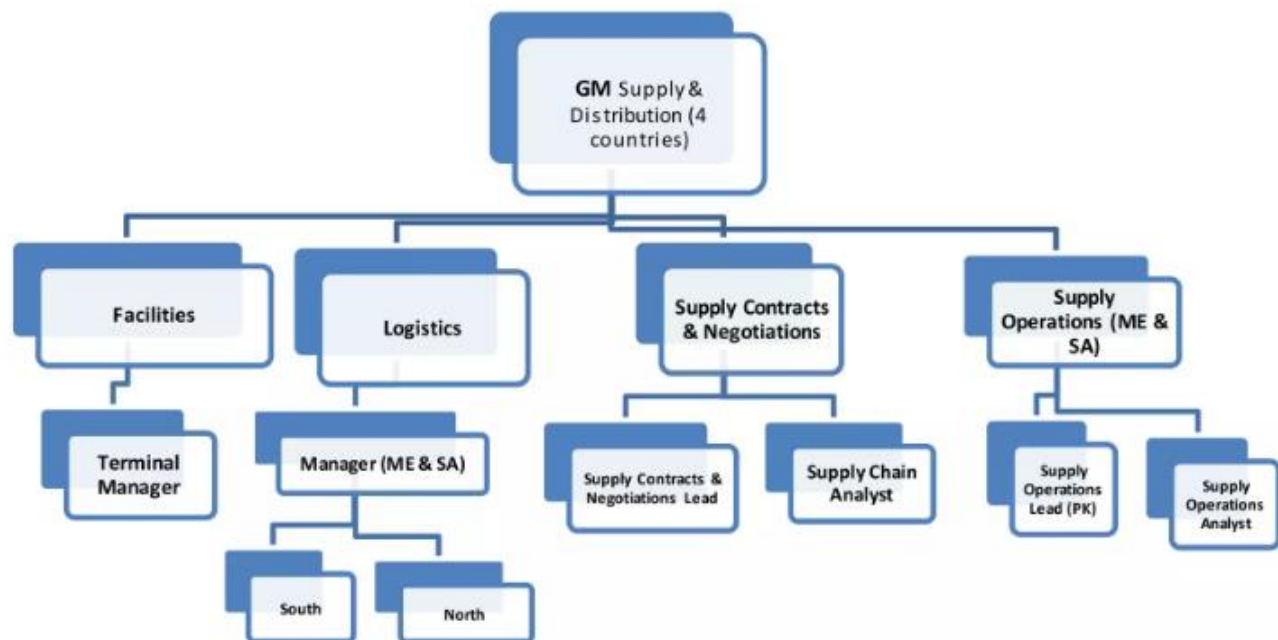 GM Supply &
Distribution (4
countries)
Facilities
Logistics
Supply Contracts
& Negotiations
Supply
Operations (ME &
SA)
Terminal
Manager
Manager (ME & SA)
Supply Contracts &
Negotiations Lead
Supply Chain
Analyst
Supply
Operations
Lead (PK)
Supply
Operations
Analyst
South
North